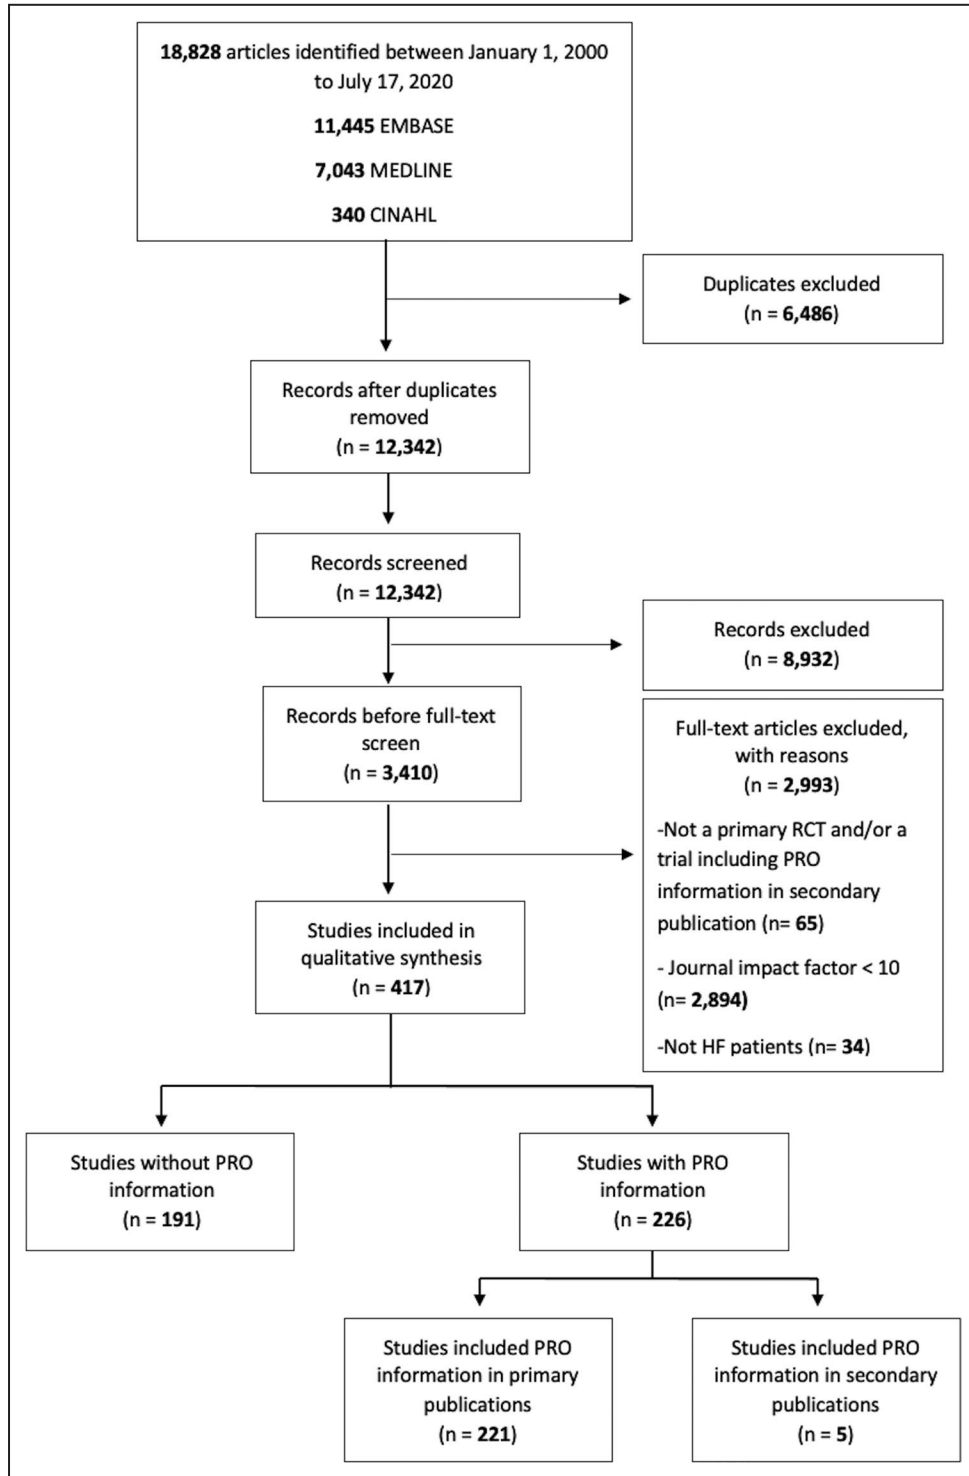 18,828 articles identified between January 1, 2000
to July 17, 2020
11,445 EMBASE
7,043 MEDLINE
340 CINAHL
Duplicates excluded
(n = 6,486)
Records after duplicates
removed
(n = 12,342)
Records screened
(n = 12,342)
Records excluded
(n = 8,932)
Records before full-text
screen
(n = 3,410)
Full-text articles excluded,
with reasons
(n = 2,993)
-Not a primary RCT and/or a
trial including PRO
information in secondary
publication (n= 65)
- Journal impact factor < 10
(n= 2,894)
-Not HF patients (n= 34)
Studies included in
qualitative synthesis
(n = 417)
Studies without PRO
information
(n = 191)
Studies with PRO
information
(n = 226)
Studies included PRO
information in primary
publications
(n = 221)
Studies included PRO
information in secondary
publications
(n = 5)